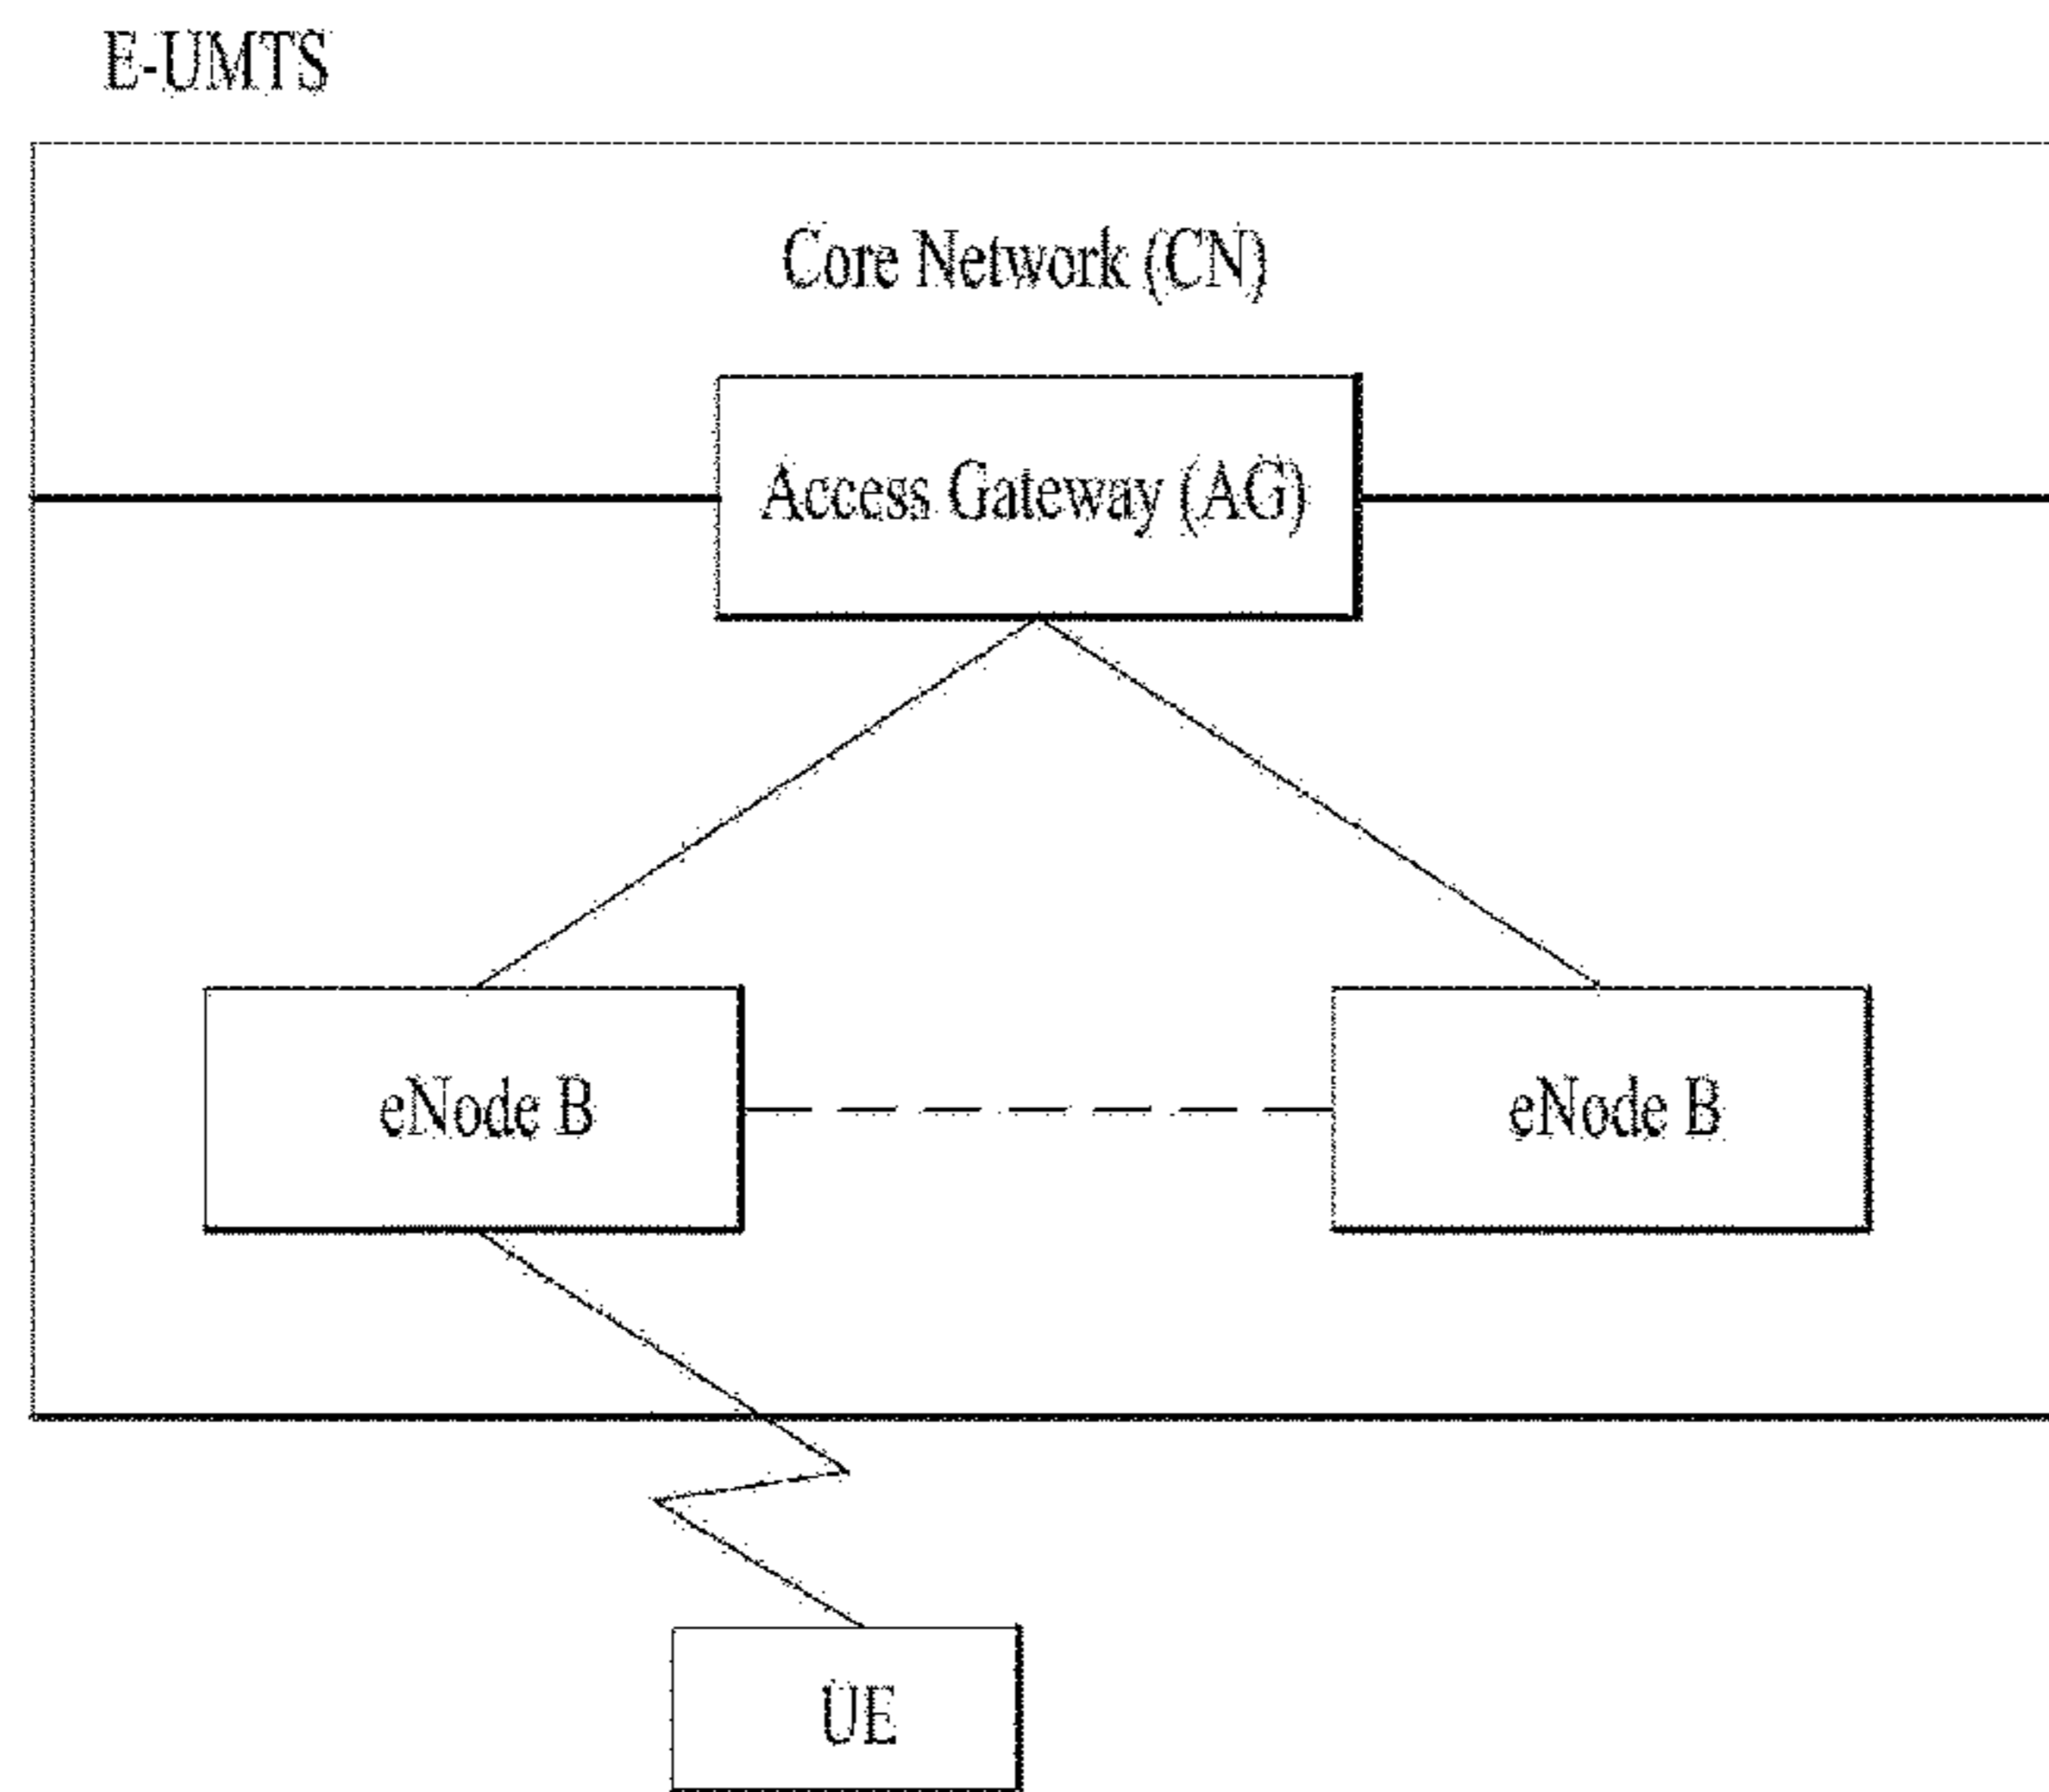 E-UMTS
Core Network (CN)
Access Gateway (AG)
eNode B
eNode B
UE